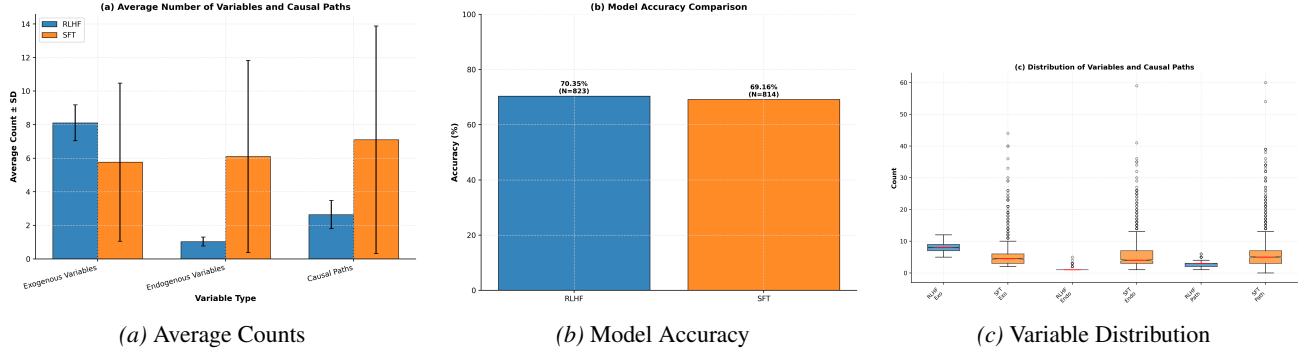 (a) Average Number of Variables and Causal Paths
RLHF
SFT
14
12
10
8
6
4
2
0
Average Count ± SD
Exogenous Variables
Endogenous Variables
Causal Paths
Variable Type
(a) Average Counts
(b) Model Accuracy Comparison
100
80
60
40
20
0
Accuracy (%)
70.35%
(N=823)
69.16%
(N=814)
RLHF
SFT
(b) Model Accuracy
(c) Distribution of Variables and Causal Paths
60
50
40
30
20
10
0
Count
RLHF
Exo
SFT
Exo
RLHF
Endo
SFT
Endo
RLHF
Path
SFT
Path
(c) Variable Distribution